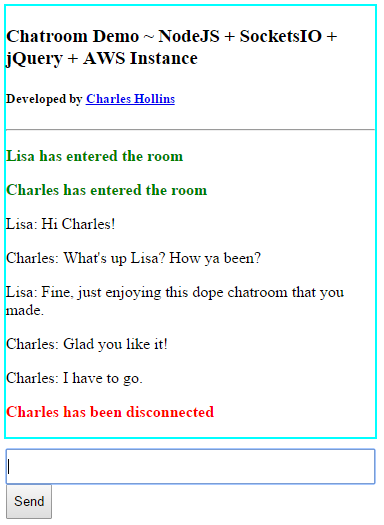 Chatroom Demo ~ NodeJS + SocketsIO +
jQuery + AWS Instance
Developed by Charles Hollins
Lisa has entered the room
Charles has entered the room
Lisa: Hi Charles!
Charles: What's up Lisa? How ya been?
Lisa: Fine, just enjoying this dope chatroom that you
made.
Charles: Glad you like it!
Charles: I have to go.
Charles has been disconnected
Send